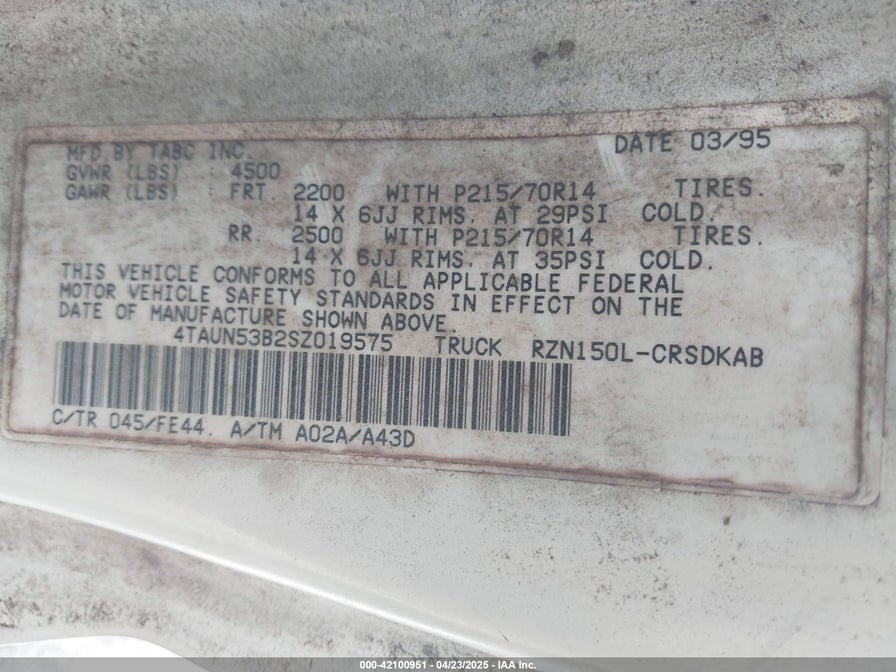 MFD.BY TABC INC. DATE 03/95
GVWR (LBS) : 4500
GAWR (LBS) : FRT. 2200 WITH P215/70R14 TIRES.
14 X 6JJ RIMS. AT 29PSI COLD.
RR. 2500 WITH P215/70R14 TIRES.
14 X 6JJ RIMS. AT 35PSI COLD.
THIS VEHICLE CONFORMS TO ALL APPLICABLE FEDERAL
MOTOR VEHICLE SAFETY STANDARDS IN EFFECT ON THE
DATE OF MANUFACTURE SHOWN ABOVE.
4TAUN53B2SZ019575 TRUCK RZN150L-CRSDKAB
C/TR 045/FE44. A/TM A02A/A43D
000-42100951 - 04/23/2025 - IAA Inc.